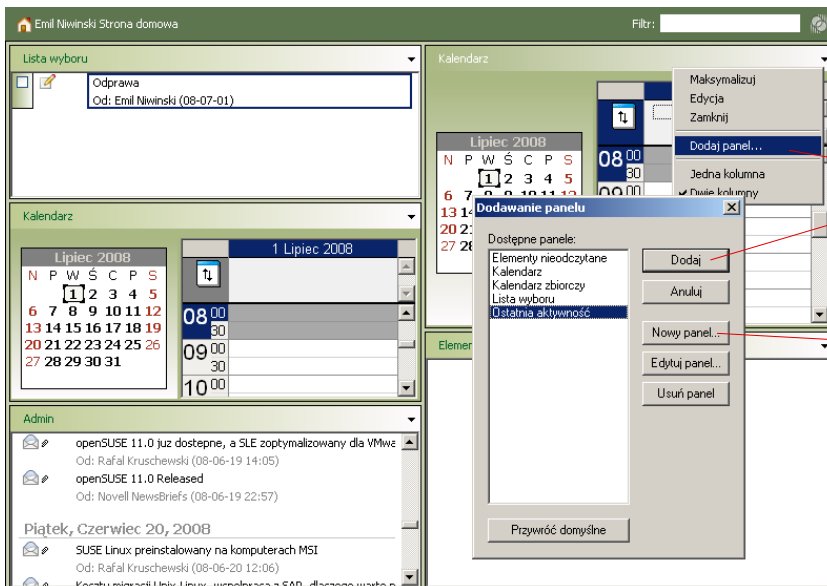 Emil Niwinski Strona domowa
Filtr:
Lista wyboru
Odprawa
Od: Emil Niwinski (08-07-01)
Kalendarz
Lipiec 2008
N P W Ś C P S
1 2 3 4 5
6 7 8 9 10 11 12
13 14 15 16 17 18 19
20 21 22 23 24 25 26
27 28 29 30 31
1 Lipiec 2008
08 00
30
09 00
30
10 00
Admin
openSUSE 11.0 juz dostepne, a SLE zoptymalizowany dla VMwa
Od: Rafal Kruschewski (08-06-19 14:05)
openSUSE 11.0 Released
Od: Novell NewsBriefs (08-06-19 22:57)
Piątek, Czerwiec 20, 2008
SUSE Linux preinstalowany na komputerach MSI
Od: Rafal Kruschewski (08-06-20 12:06)
Kalendarz
Lipiec 2008
N P W Ś C P S
1 2 3 4 5
6 7 8 9 10 11 12
13
20
27
08 00
30
09 00
Maksymalizuj
Edycja
Zamknij
Dodaj panel...
Jedna kolumna
Dwie kolumny
Elemen
Dodawanie panelu
Dostępne panele:
Elementy nieodczytane
Kalendarz
Kalendarz zbiorczy
Lista wyboru
Ostatnia aktywność
Dodaj
Anuluj
Nowy panel...
Edytuj panel...
Usuń panel
Przywróć domyślne